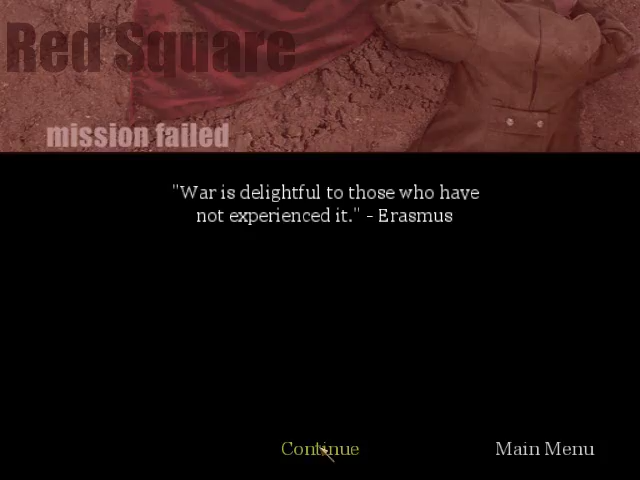 Red Square
mission failed
"War is delightful to those who have
not experienced it." - Erasmus
Continue
Main Menu